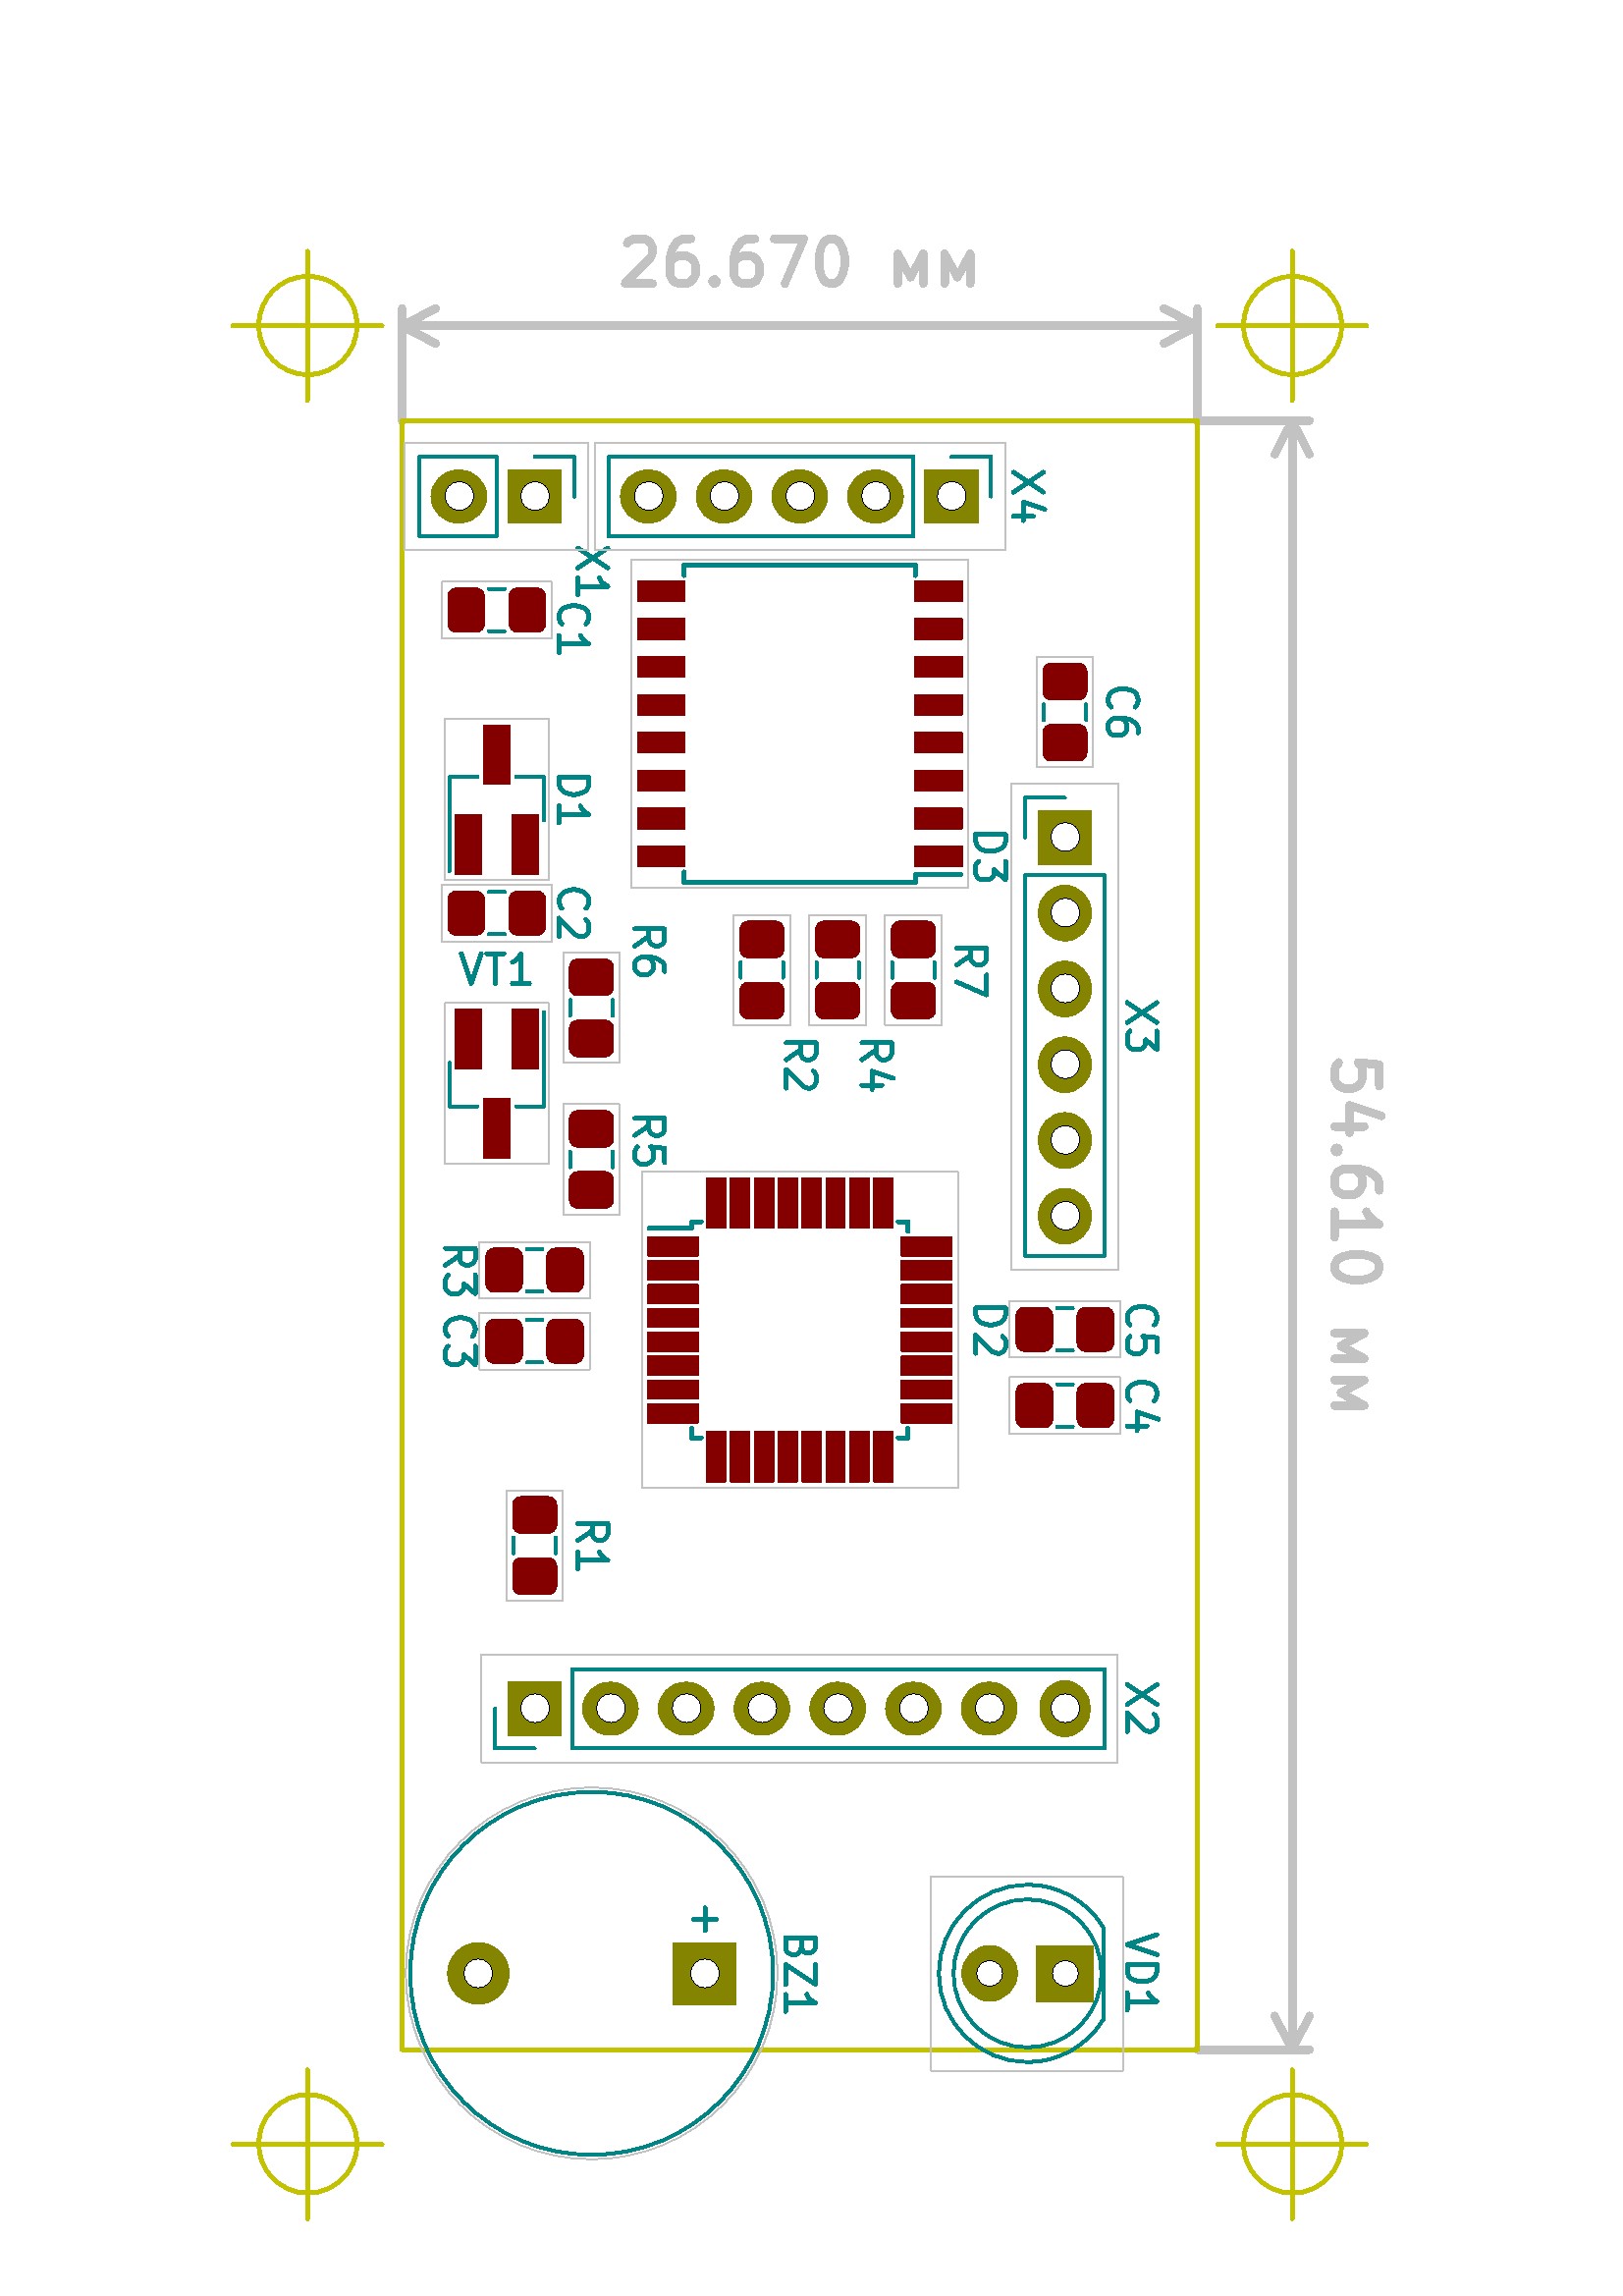 26.670 мм
X4
X1
C1
C6
D1
D3
C2
R6
R7
VT1
X3
R2
R4
54.610 мм
R5
R3
D2
C5
C3
C4
R1
X2
+
BZ1
VD1